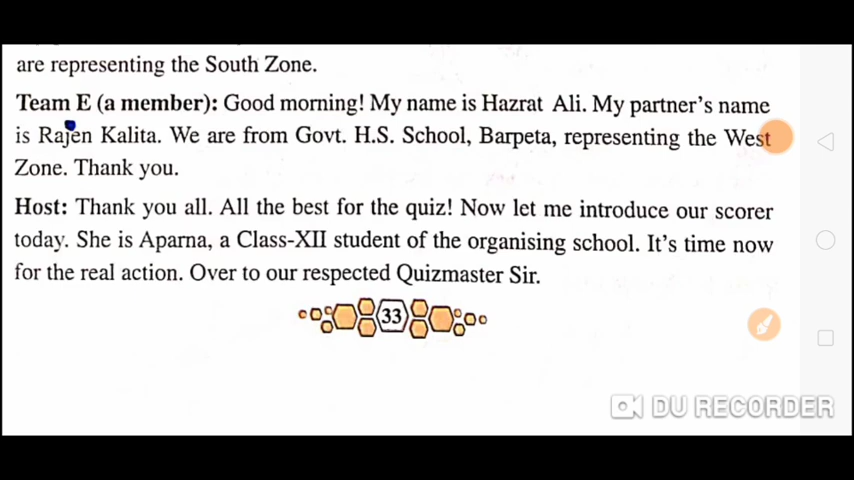 are representing the South Zone.
Team E (a member): Good morning! My name is Hazrat Ali. My partner's name
is Rajen Kalita. We are from Govt. H.S. School, Barpeta, representing the West
Zone. Thank you.
Host: Thank you all. All the best for the quiz! Now let me introduce our scorer
today. She is Aparna, a Class-XII student of the organising school. It's time now
for the real action. Over to our respected Quizmaster Sir.
33
DU RECORDER